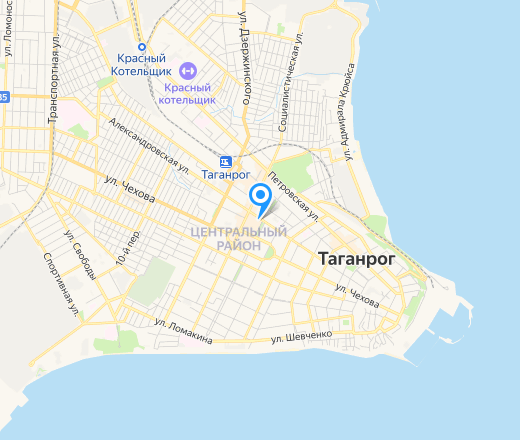 ул. Ломонос
Транспортная ул.
Красный
Котельщик
Красный
котельщик
ул. Дзержинского
Социалистическая ул.
ул. Адмирала Крюйса
Александровская ул.
Таганрог
Петровская ул.
ул. Чехова
ЦЕНТРАЛЬНЫЙ
РАЙОН
10-й пер.
ул. Свободы
Спортивная ул.
Таганрог
ул. Чехова
ул. Ломакина
ул. Шевченко